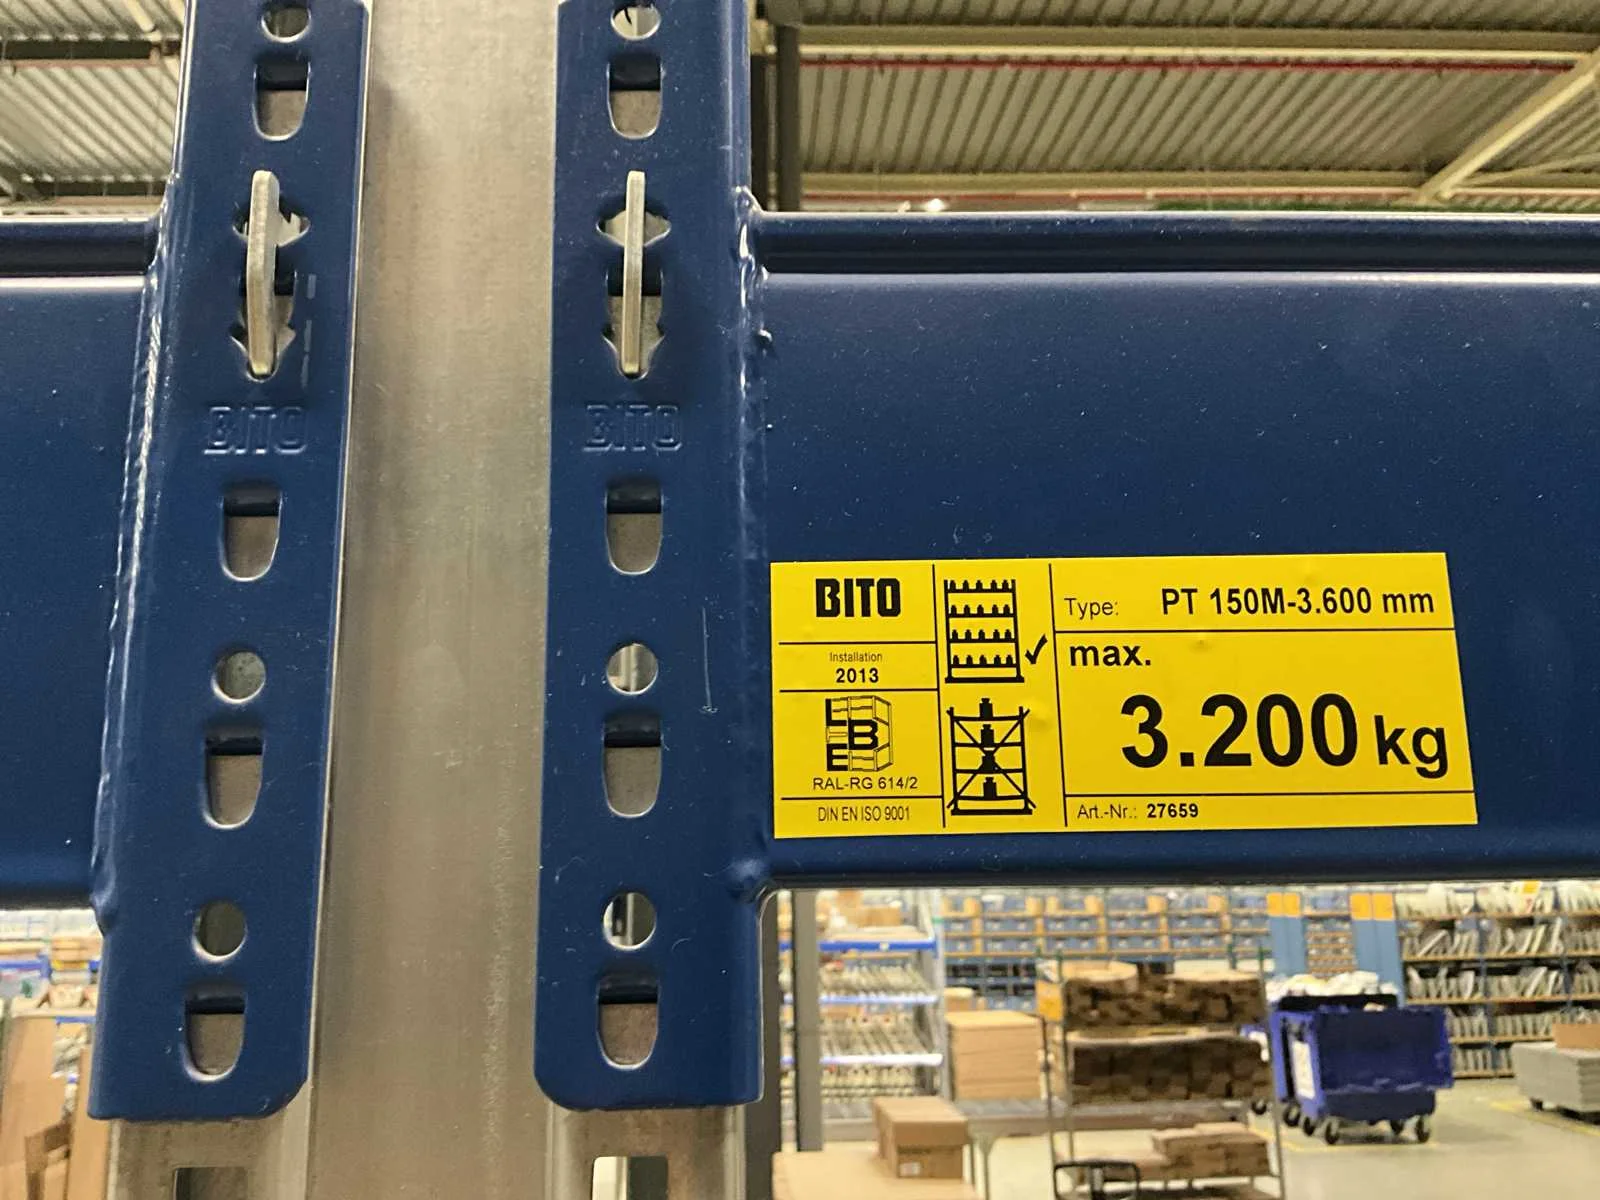 BITO
BITO
BITO
Installation
2013
LBE
RAL-RG 614/2
DIN EN ISO 9001
Type: PT 150M-3.600 mm
max.
3.200 kg
Art.-Nr.: 27659